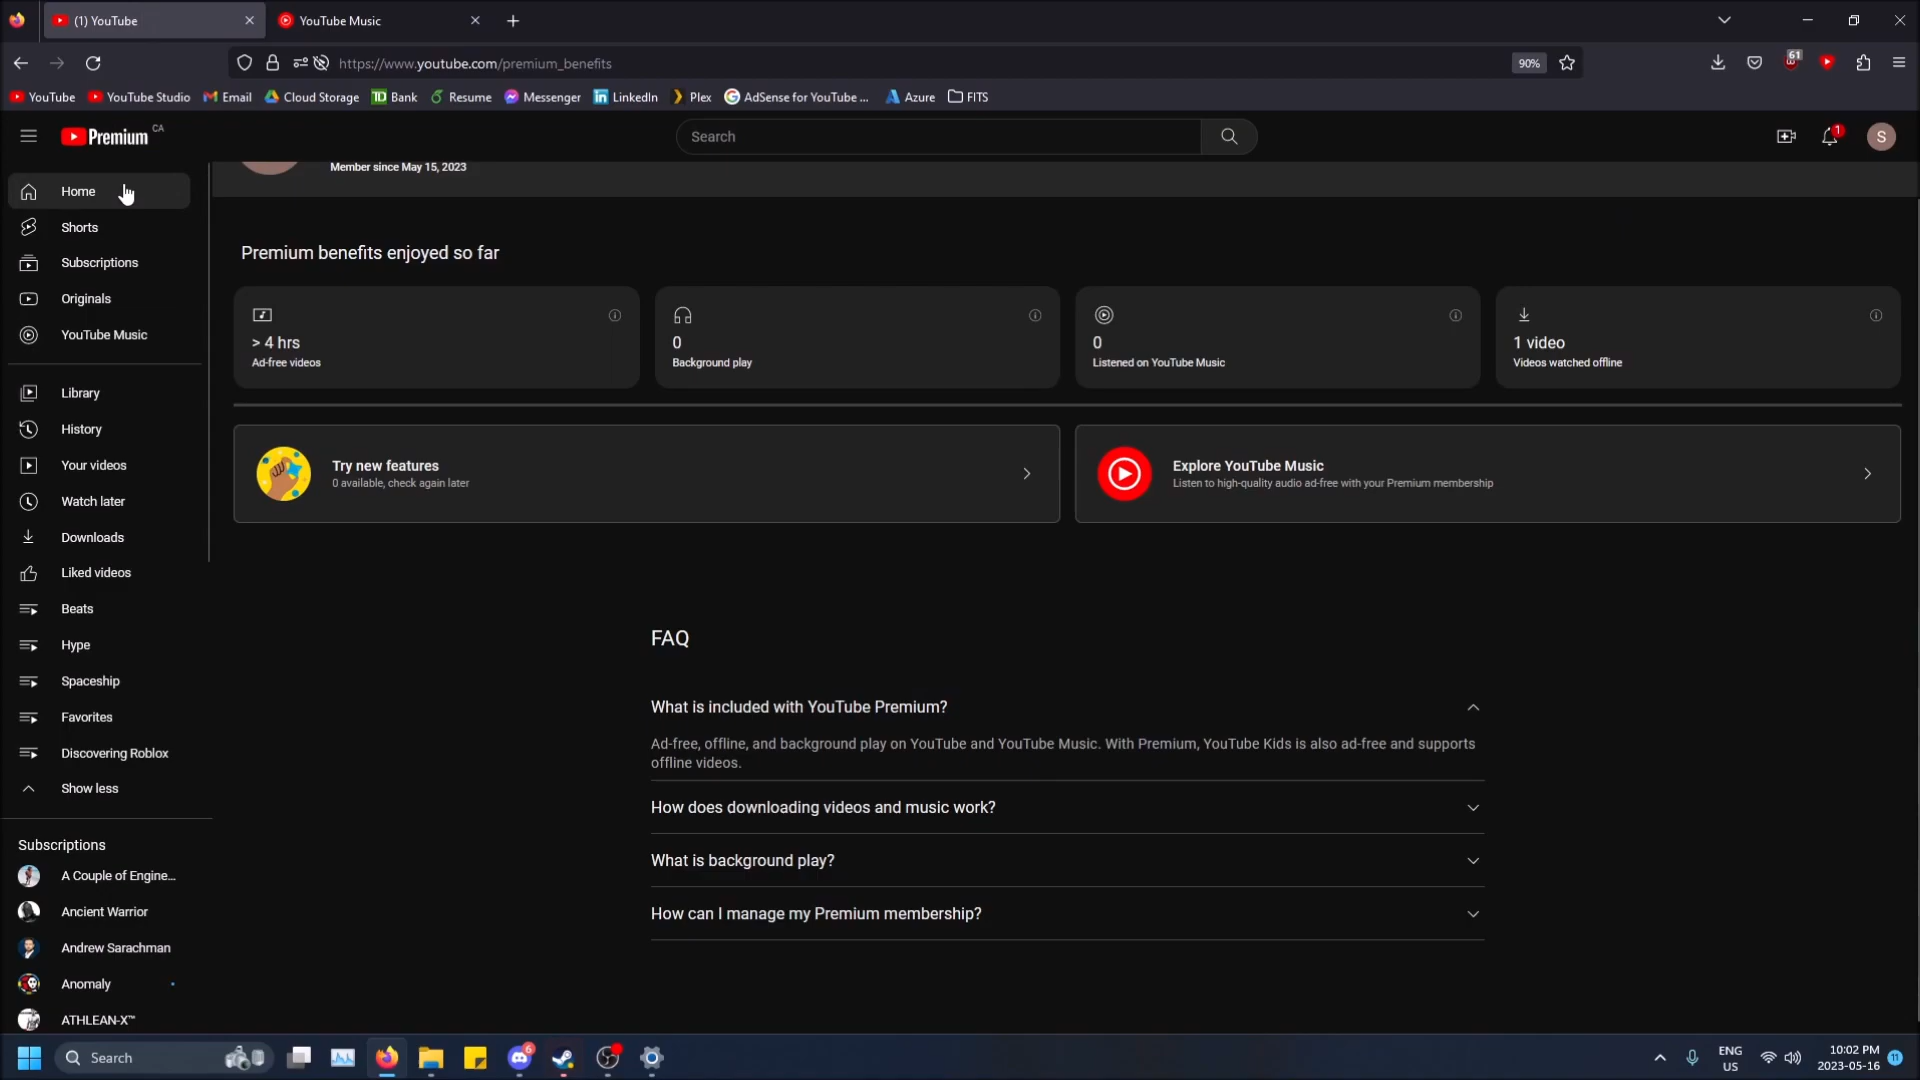 (1) YouTube
YouTube Music
https://www.youtube.com/premium_benefits
90%
61
YouTube
YouTube Studio
Email
Cloud Storage
TD Bank
Resume
Messenger
LinkedIn
Plex
AdSense for YouTube ...
Azure
FITS
Premium CA
Search
1
S
Member since May 15, 2023
Home
Shorts
Subscriptions
Originals
YouTube Music
Library
History
Your videos
Watch later
Downloads
Liked videos
Beats
Hype
Spaceship
Favorites
Discovering Roblox
Show less
Subscriptions
A Couple of Engine...
Ancient Warrior
Andrew Sarachman
Anomaly
ATHLEAN-X™
Premium benefits enjoyed so far
> 4 hrs
Ad-free videos
0
Background play
0
Listened on YouTube Music
1 video
Videos watched offline
Try new features
0 available, check again later
Explore YouTube Music
Listen to high-quality audio ad-free with your Premium membership
FAQ
What is included with YouTube Premium?
Ad-free, offline, and background play on YouTube and YouTube Music. With Premium, YouTube Kids is also ad-free and supports
offline videos.
How does downloading videos and music work?
What is background play?
How can I manage my Premium membership?
Search
6
ENG
US
10:02 PM
2023-05-16
11